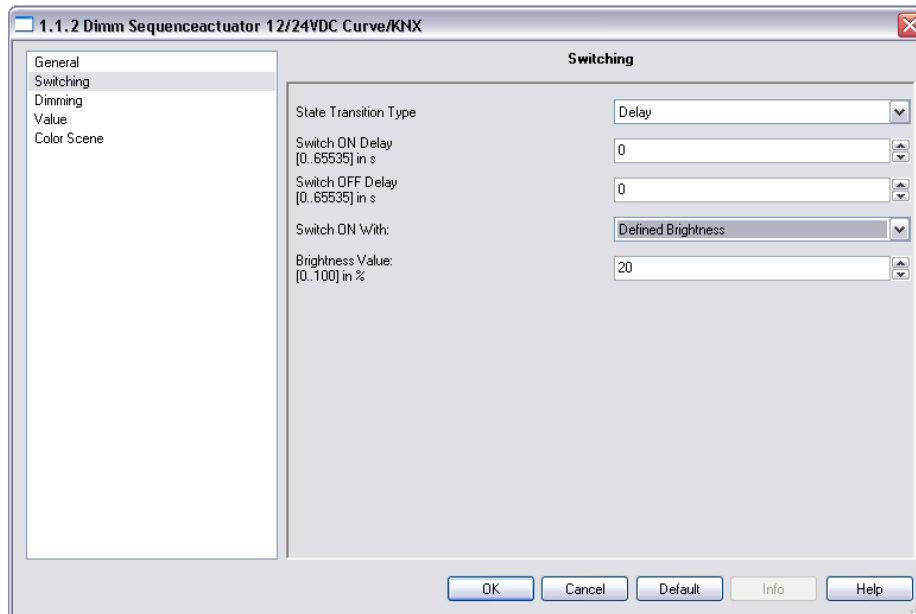 1.1.2 Dimm Sequenceactuator 12/24VDC Curve/KNX
General
Switching
Dimming
Value
Color Scene
Switching
State Transition Type
Delay
Switch ON Delay
[0..65535] in s
0
Switch OFF Delay
[0..65535] in s
0
Switch ON With:
Defined Brightness
Brightness Value:
[0..100] in %
20
OK
Cancel
Default
Info
Help